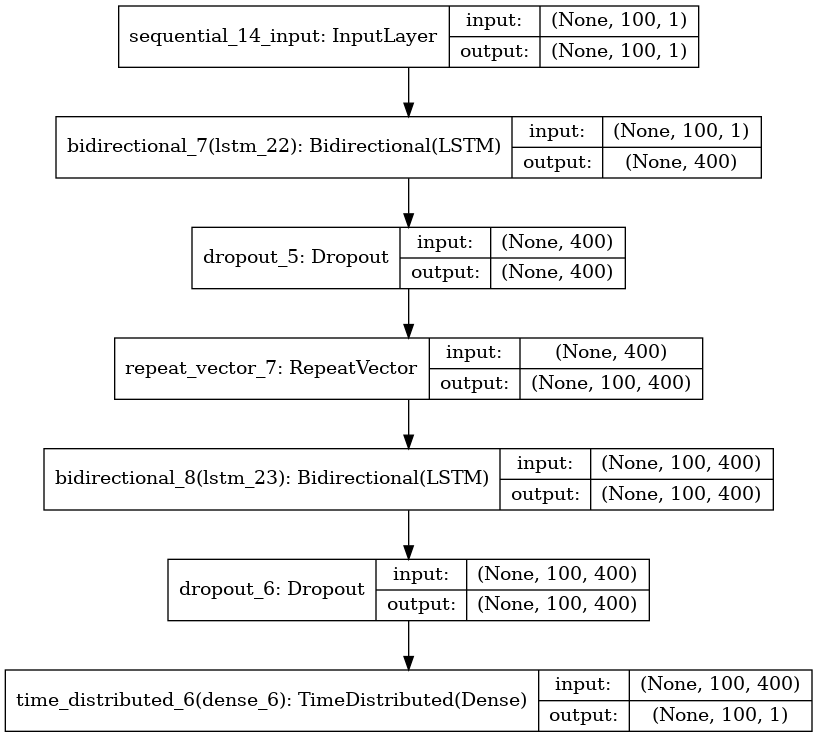 sequential_14_input: InputLayer
input: (None, 100, 1)
output: (None, 100, 1)
bidirectional_7(lstm_22): Bidirectional(LSTM)
input: (None, 100, 1)
output: (None, 400)
dropout_5: Dropout
input: (None, 400)
output: (None, 400)
repeat_vector_7: RepeatVector
input: (None, 400)
output: (None, 100, 400)
bidirectional_8(lstm_23): Bidirectional(LSTM)
input: (None, 100, 400)
output: (None, 100, 400)
dropout_6: Dropout
input: (None, 100, 400)
output: (None, 100, 400)
time_distributed_6(dense_6): TimeDistributed(Dense)
input: (None, 100, 400)
output: (None, 100, 1)